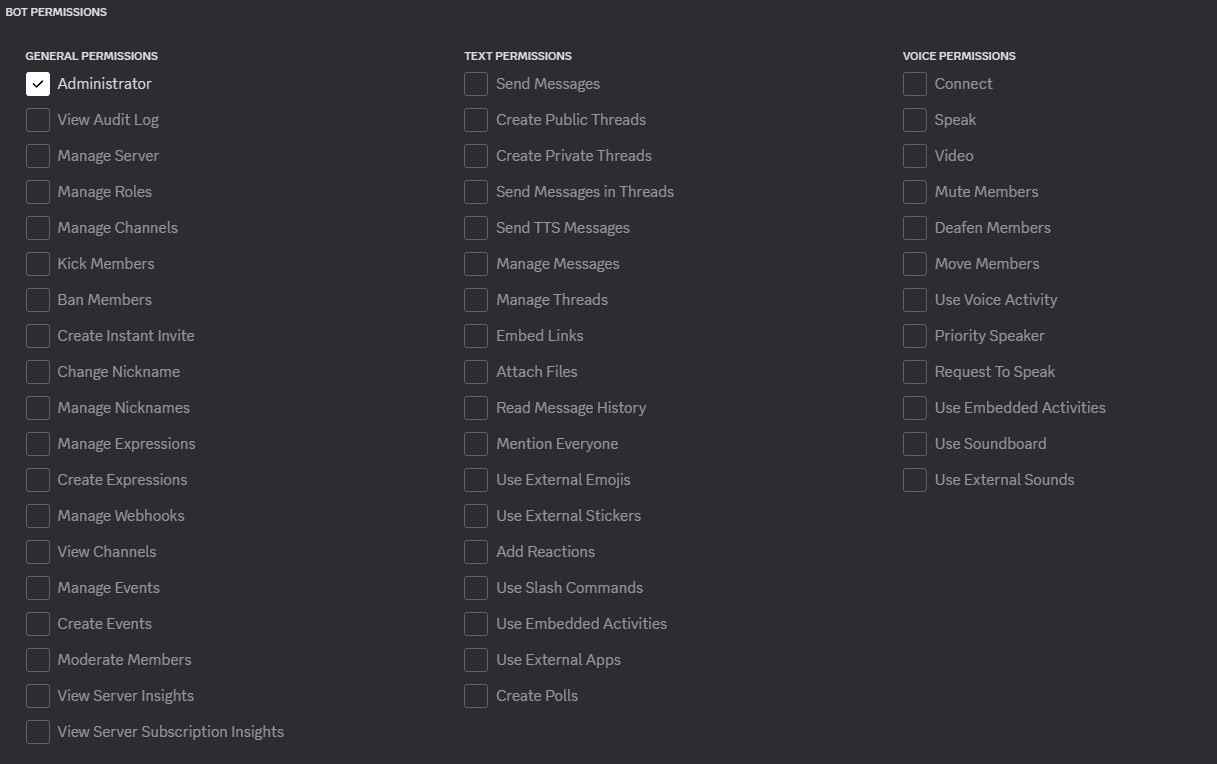 BOT PERMISSIONS
GENERAL PERMISSIONS
Administrator
View Audit Log
Manage Server
Manage Roles
Manage Channels
Kick Members
Ban Members
Create Instant Invite
Change Nickname
Manage Nicknames
Manage Expressions
Create Expressions
Manage Webhooks
View Channels
Manage Events
Create Events
Moderate Members
View Server Insights
View Server Subscription Insights
TEXT PERMISSIONS
Send Messages
Create Public Threads
Create Private Threads
Send Messages in Threads
Send TTS Messages
Manage Messages
Manage Threads
Embed Links
Attach Files
Read Message History
Mention Everyone
Use External Emojis
Use External Stickers
Add Reactions
Use Slash Commands
Use Embedded Activities
Use External Apps
Create Polls
VOICE PERMISSIONS
Connect
Speak
Video
Mute Members
Deafen Members
Move Members
Use Voice Activity
Priority Speaker
Request To Speak
Use Embedded Activities
Use Soundboard
Use External Sounds